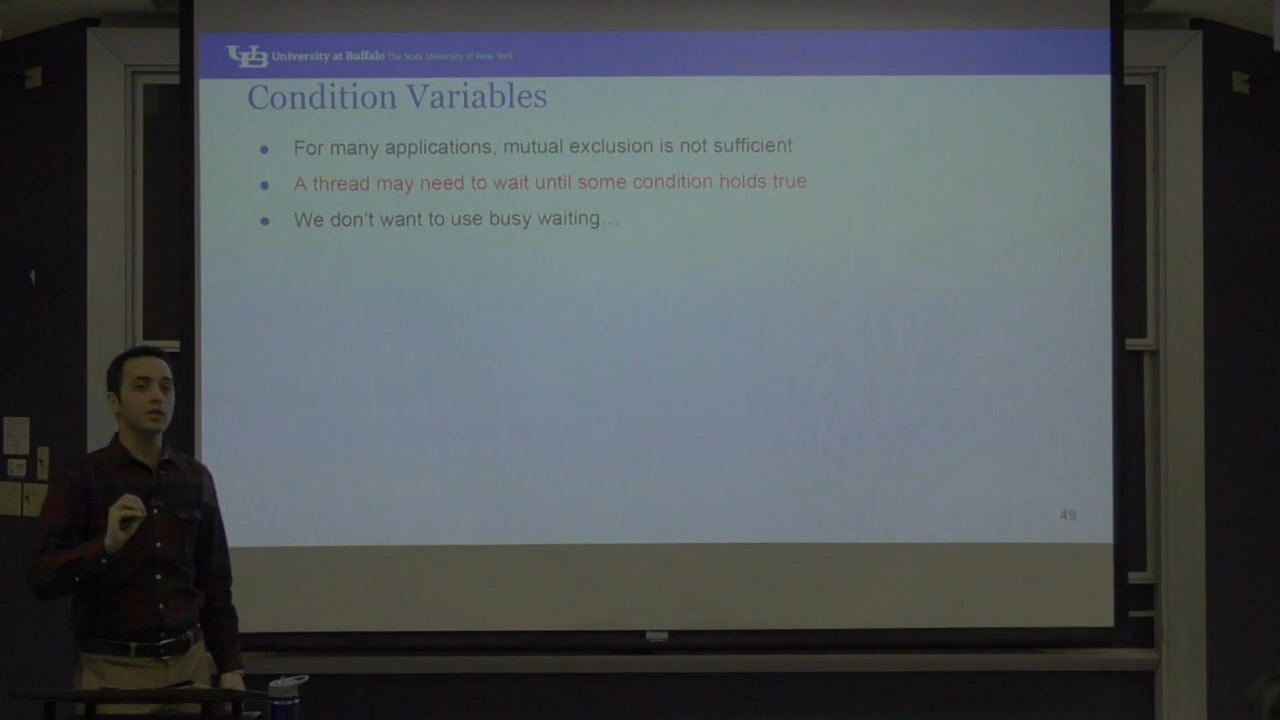 UB University at Buffalo The State University of New York
Condition Variables
• For many applications, mutual exclusion is not sufficient
• A thread may need to wait until some condition holds true
• We don't want to use busy waiting…
49